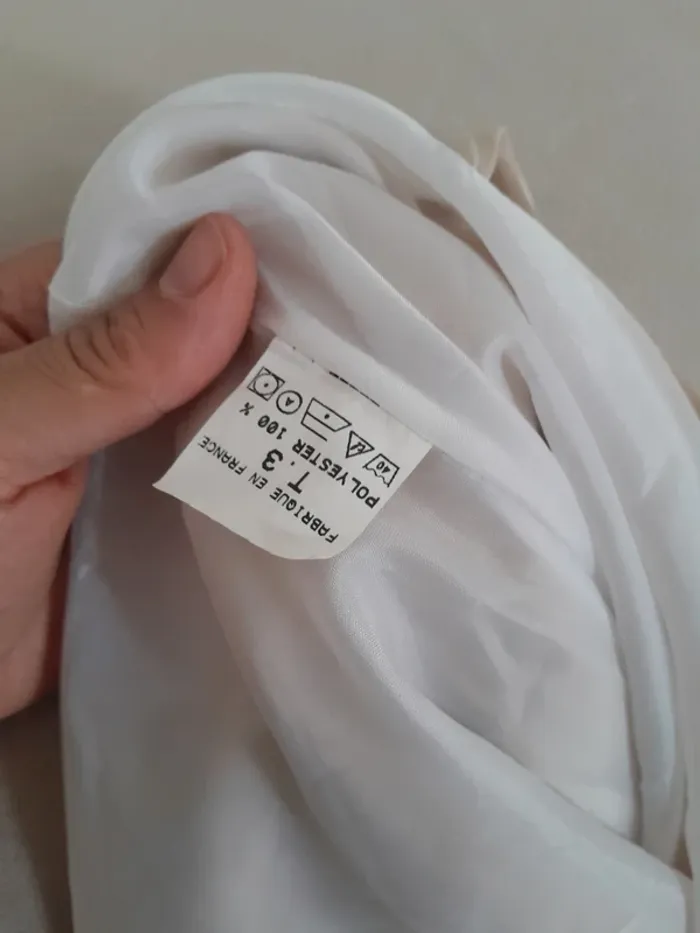 FABRIQUE EN FRANCE
T.3
POLYESTER 100 %
40 A